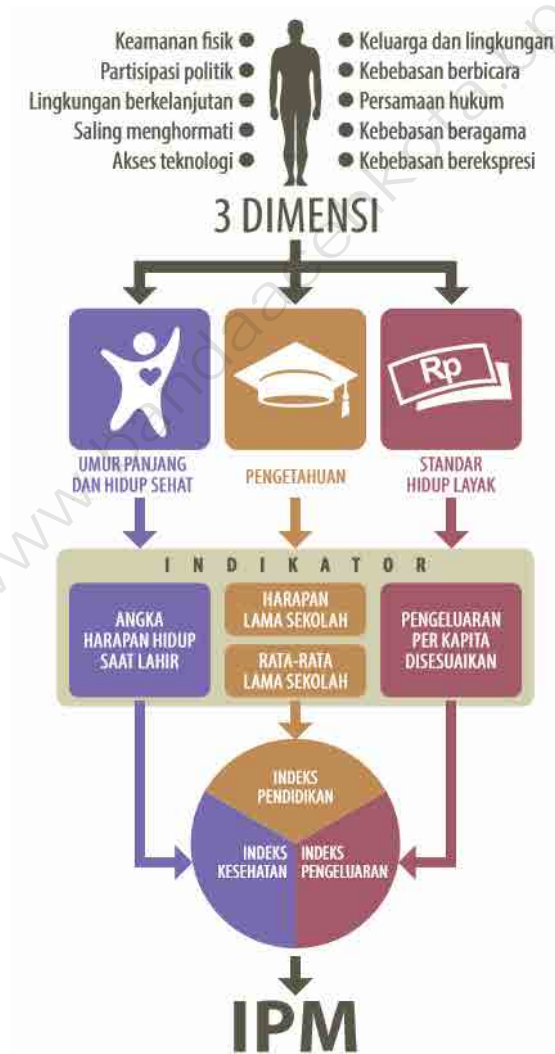 Keamanan fisik
Partisipasi politik
Lingkungan berkelanjutan
Saling menghormati
Akses teknologi
Keluarga dan lingkungan
Kebebasan berbicara
Persamaan hukum
Kebebasan beragama
Kebebasan berekspresi
3 DIMENSI
Rp
UMUR PANJANG
DAN HIDUP SEHAT
PENGETAHUAN
STANDAR
HIDUP LAYAK
INDIKATOR
ANGKA
HARAPAN HIDUP
SAAT LAHIR
HARAPAN
LAMA SEKOLAH
RATA-RATA
LAMA SEKOLAH
PENGELUARAN
PER KAPITA
DISESUAIKAN
INDEKS
PENDIDIKAN
INDEKS
KESEHATAN
INDEKS
PENGELUARAN
IPM